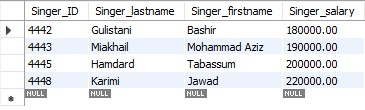 Singer_ID Singer_lastname Singer_firstname Singer_salary
4442 Gulistani Bashir 180000.00
4443 Miakhail Mohammad Aziz 190000.00
4445 Hamdard Tabassum 200000.00
4448 Karimi Jawad 220000.00
NULL NULL NULL NULL